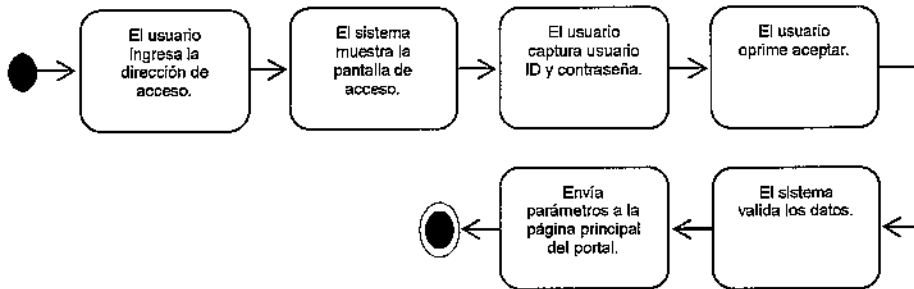 El usuario
ingresa la
dirección de
acceso.
El sistema
muestra la
pantalla de
acceso.
El usuario
captura usuario
ID y contraseña.
El usuario
oprime aceptar.
Envía
parámetros a la
página principal
del portal.
El sistema
valida los datos.